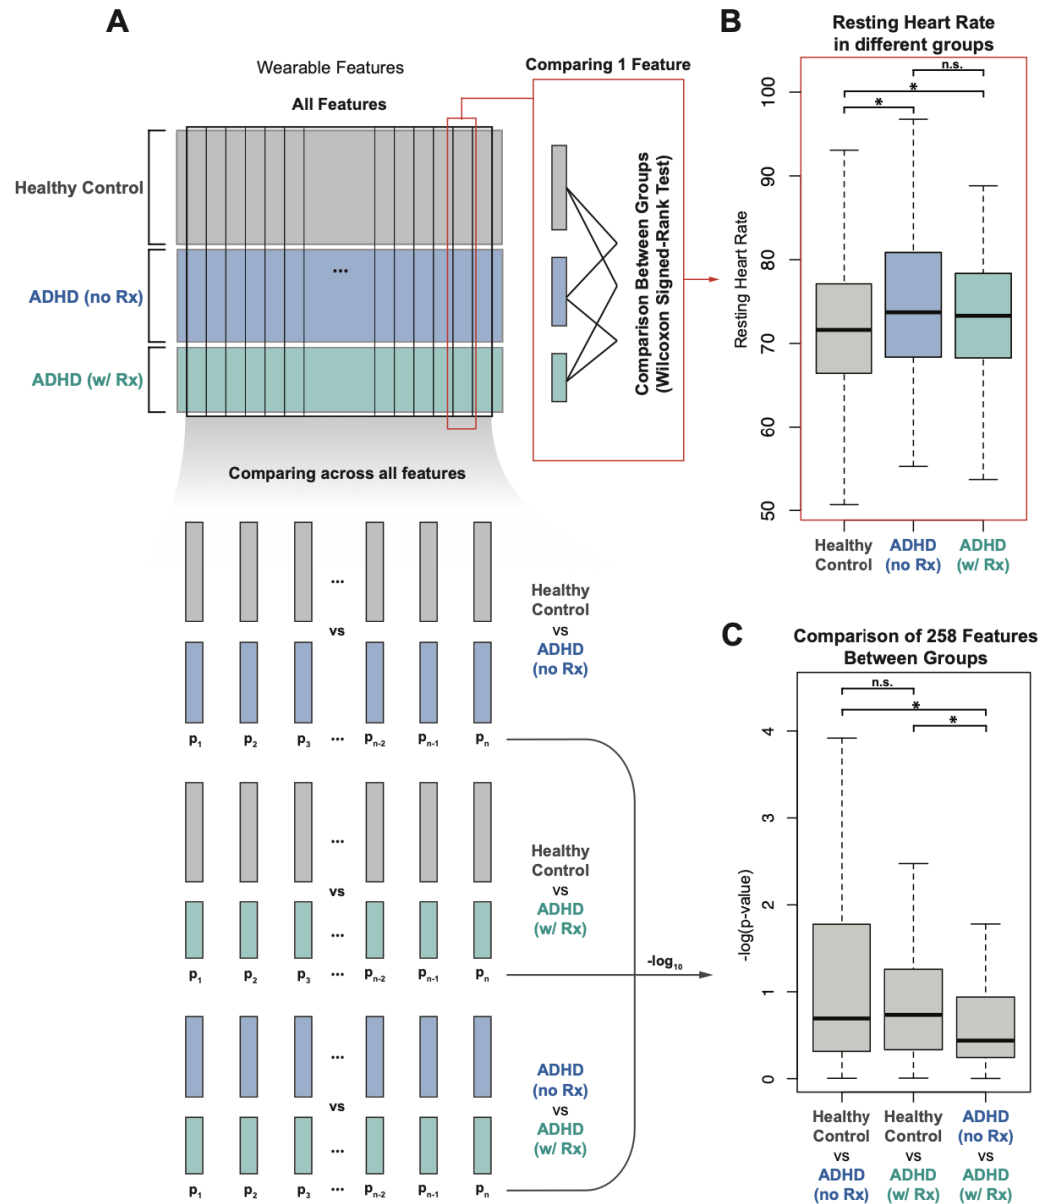 A
Wearable Features
All Features
Healthy Control
ADHD (no Rx)
ADHD (w/ Rx)
...
Comparing 1 Feature
Comparison Between Groups
(Wilcoxon Signed-Rank Test)
Comparing across all features
...
vs
Healthy
Control
vs
ADHD
(no Rx)
p1 p2 p3 ... pn-2 pn-1 pn
...
vs
...
Healthy
Control
vs
ADHD
(w/ Rx)
p1 p2 p3 ... pn-2 pn-1 pn
-log10
...
vs
...
ADHD
(no Rx)
vs
ADHD
(w/ Rx)
p1 p2 p3 ... pn-2 pn-1 pn
B
Resting Heart Rate
in different groups
n.s.
*
*
Resting Heart Rate
100
90
80
70
60
50
Healthy
Control
ADHD
(no Rx)
ADHD
(w/ Rx)
C
Comparison of 258 Features
Between Groups
n.s.
*
*
-log(p-value)
4
3
2
1
0
Healthy
Control
vs
ADHD
(no Rx)
Healthy
Control
vs
ADHD
(w/ Rx)
ADHD
(no Rx)
vs
ADHD
(w/ Rx)